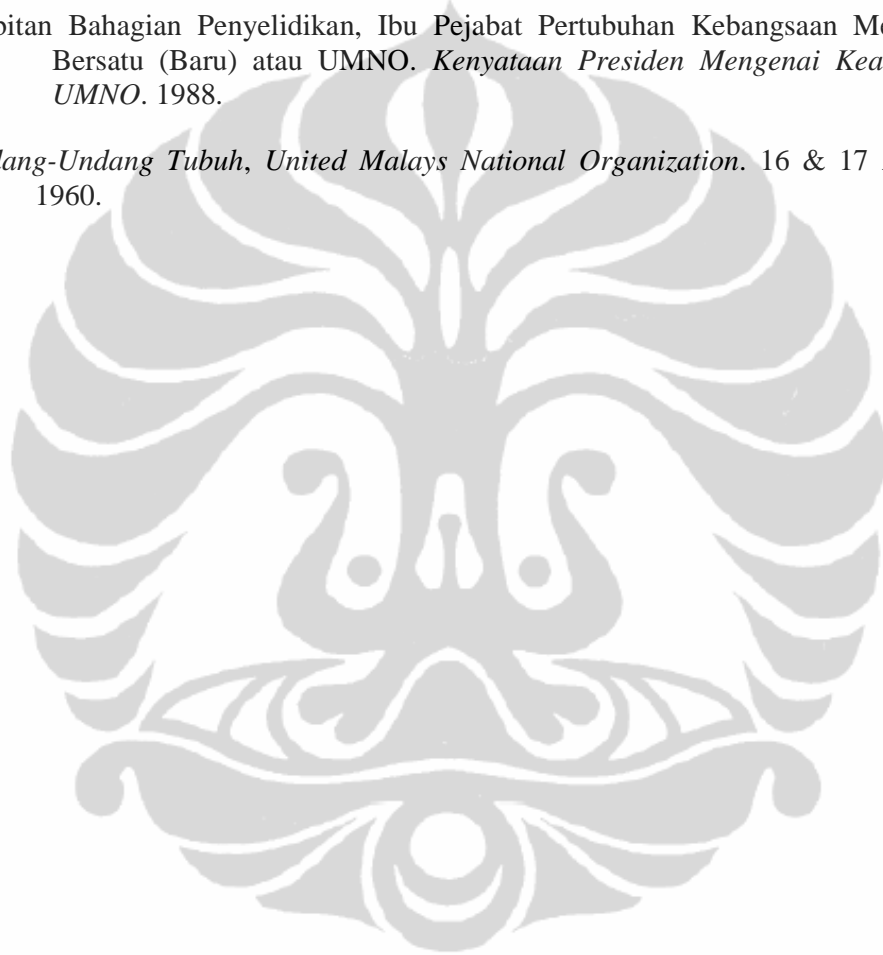 bitan Bahagian Penyelidikan, Ibu Pejabat Pertubuhan Kebangsaan Me
Bersatu (Baru) atau UMNO. Kenyataan Presiden Mengenai Kea
UMNO. 1988.
dang-Undang Tubuh, United Malays National Organization. 16 & 17
1960.